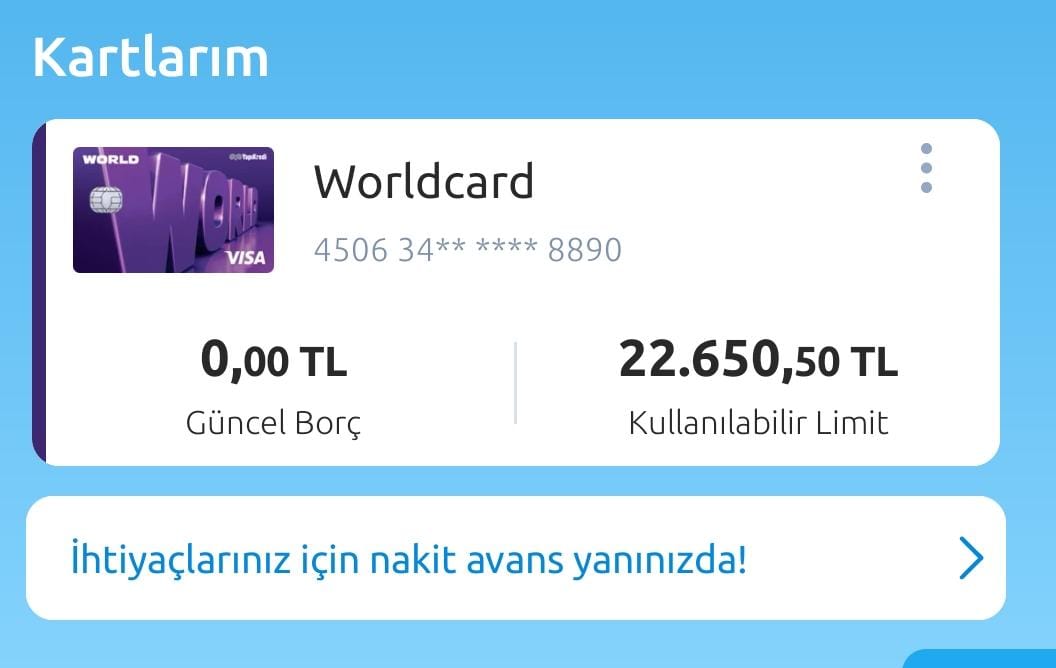 Kartlarım
WORLD
YapıKredi
WORLD
VISA
Worldcard
4506 34** **** 8890
0,00 TL
Güncel Borç
22.650,50 TL
Kullanılabilir Limit
İhtiyaçlarınız için nakit avans yanınızda!